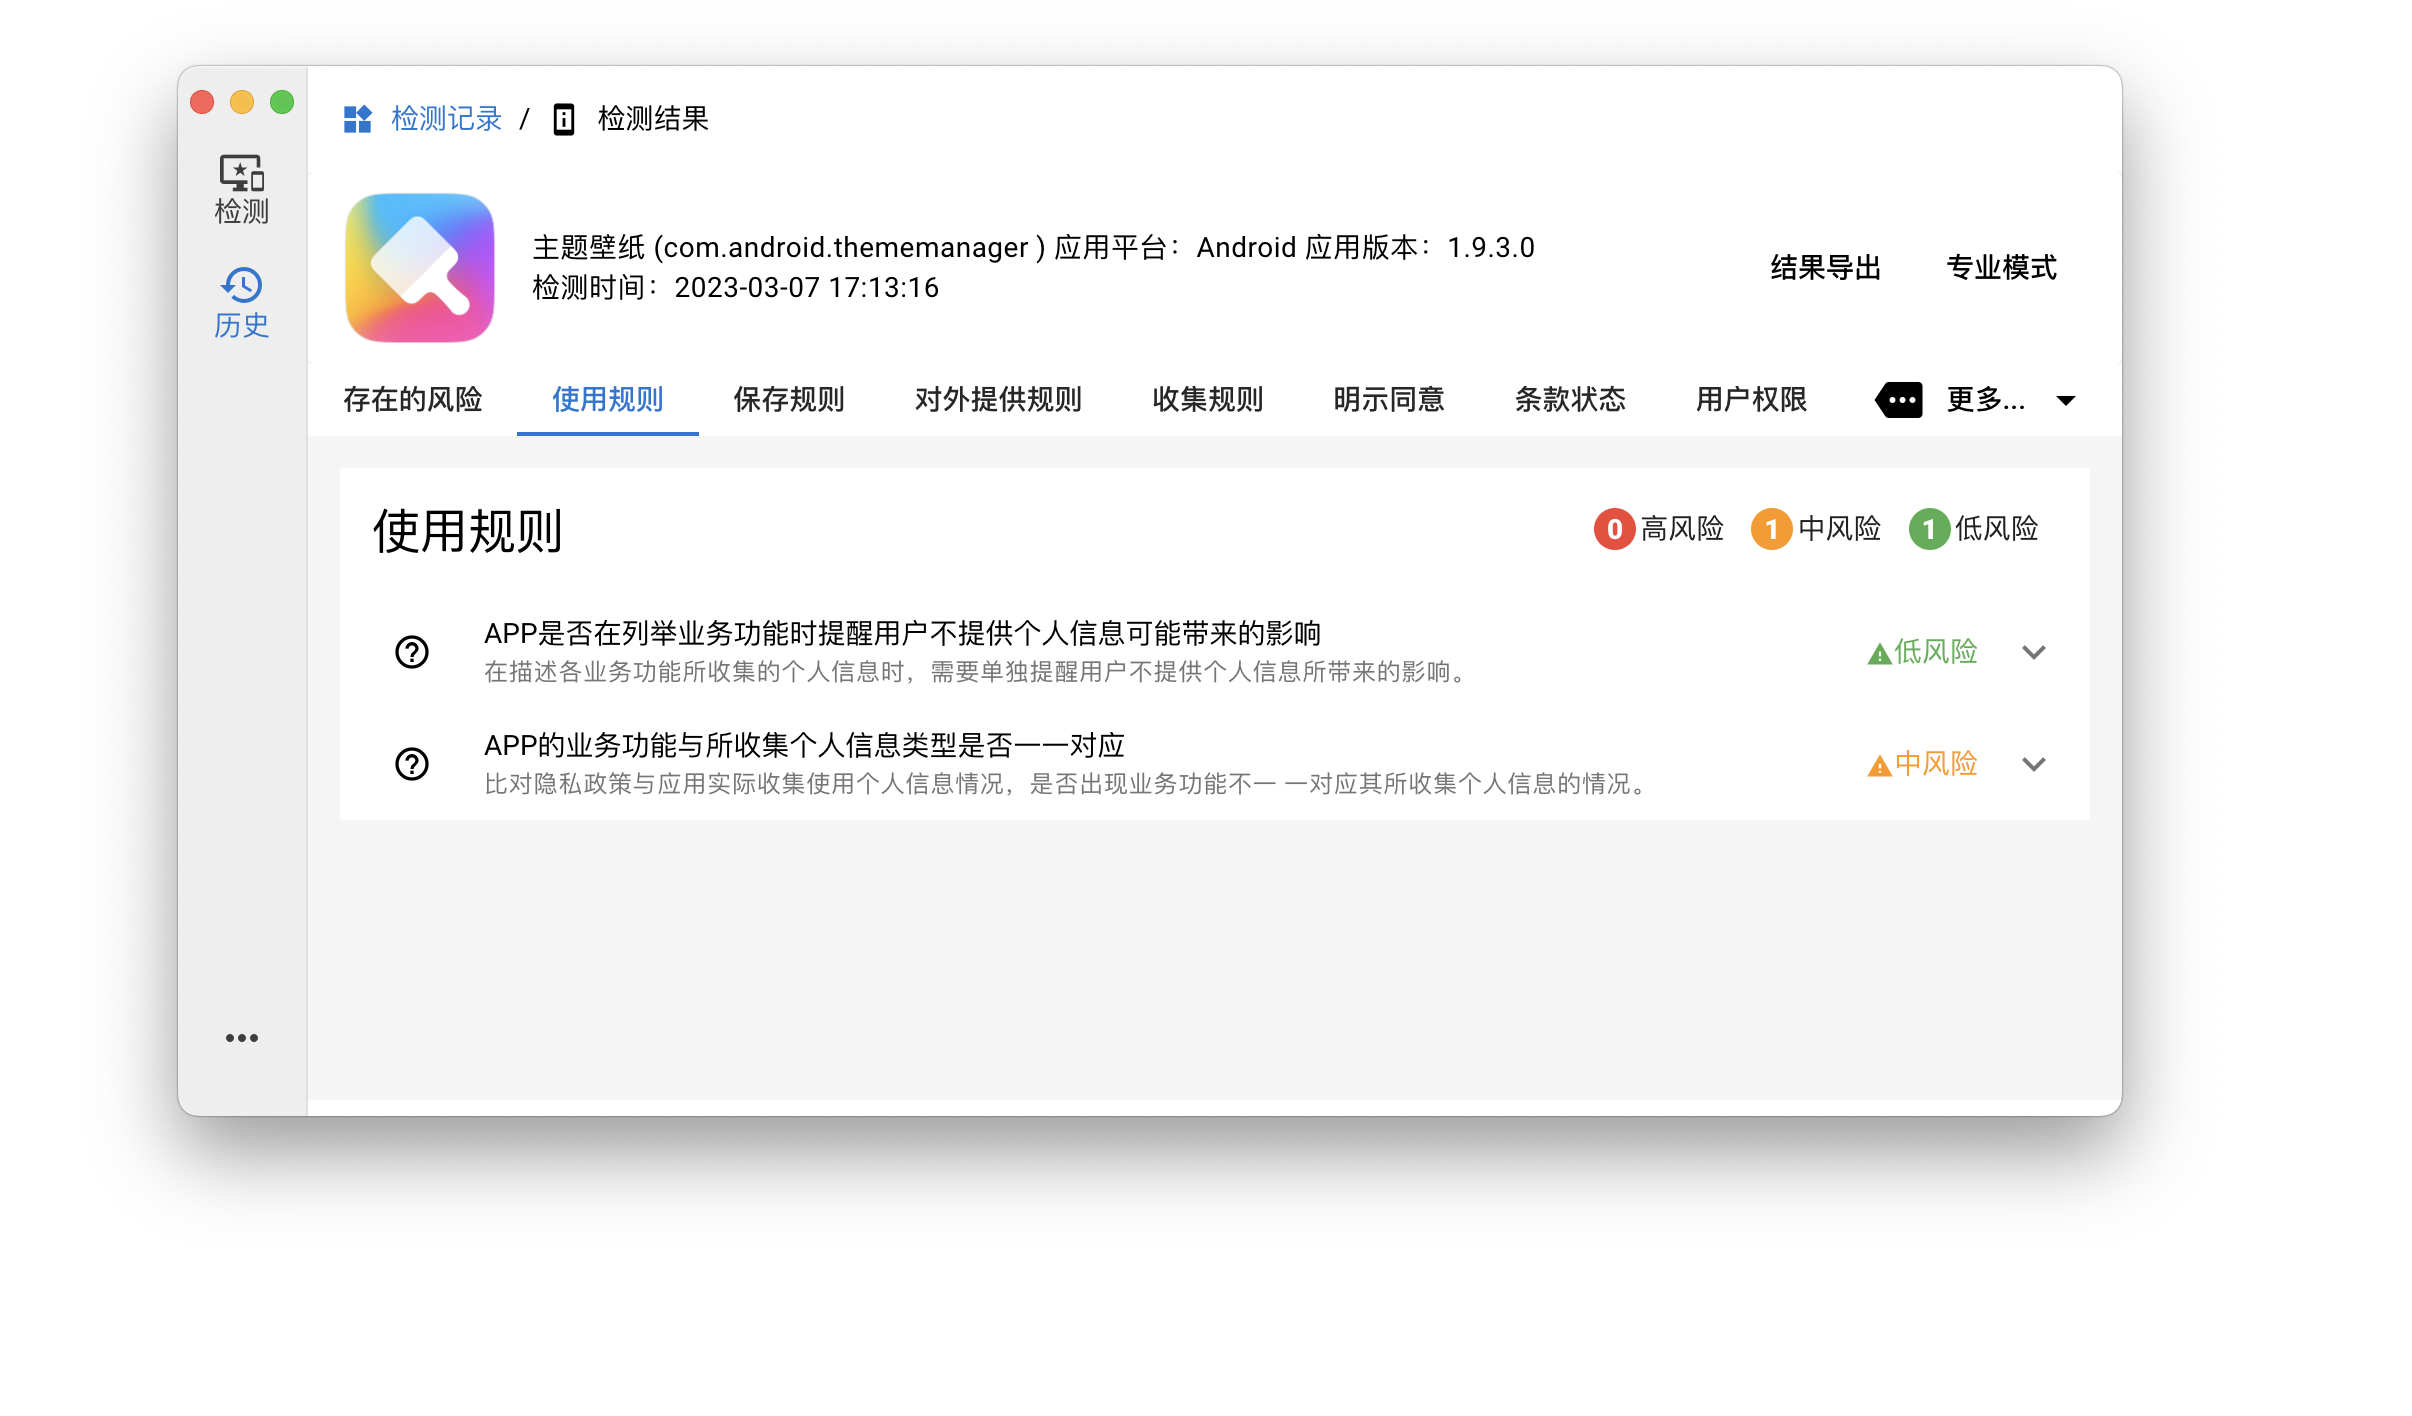 检测记录 / 检测结果
检测
历史
主题壁纸 (com.android.thememanager ) 应用平台：Android 应用版本：1.9.3.0
检测时间：2023-03-07 17:13:16
结果导出 专业模式
存在的风险 使用规则 保存规则 对外提供规则 收集规则 明示同意 条款状态 用户权限 更多...
使用规则
0 高风险 1 中风险 1 低风险
APP是否在列举业务功能时提醒用户不提供个人信息可能带来的影响
在描述各业务功能所收集的个人信息时，需要单独提醒用户不提供个人信息所带来的影响。
低风险
APP的业务功能与所收集个人信息类型是否一一对应
比对隐私政策与应用实际收集使用个人信息情况，是否出现业务功能不一 一对应其所收集个人信息的情况。
中风险